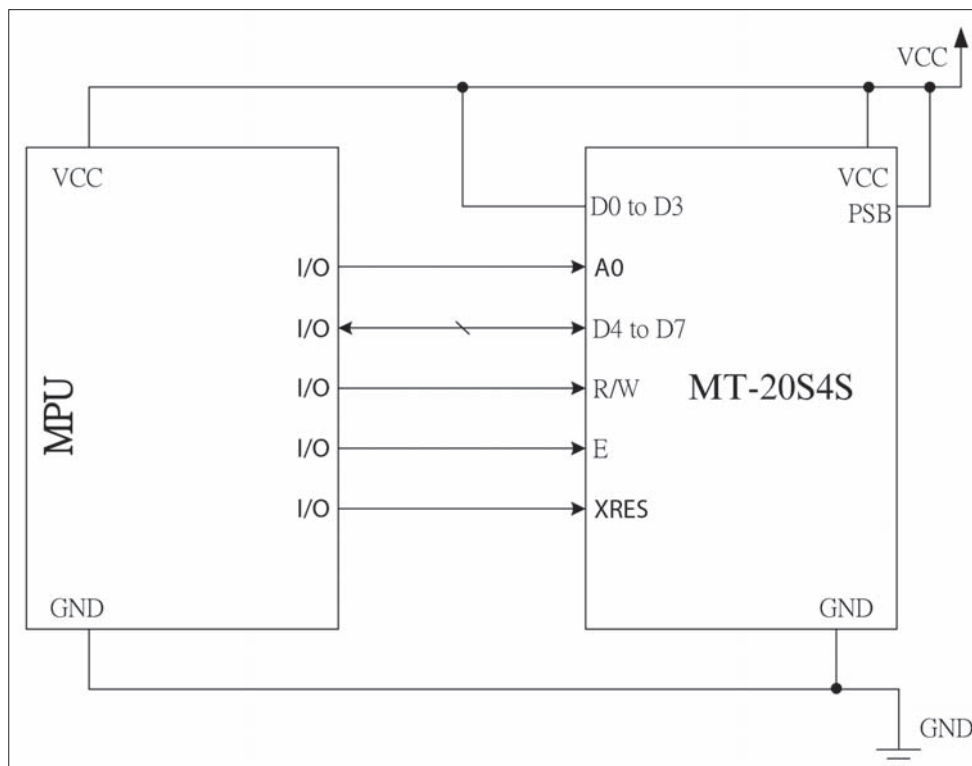 VCC
VCC
VCC
D0 to D3
PSB
I/O
A0
I/O
D4 to D7
MPU
I/O
R/W
MT-20S4S
I/O
E
I/O
XRES
GND
GND
GND